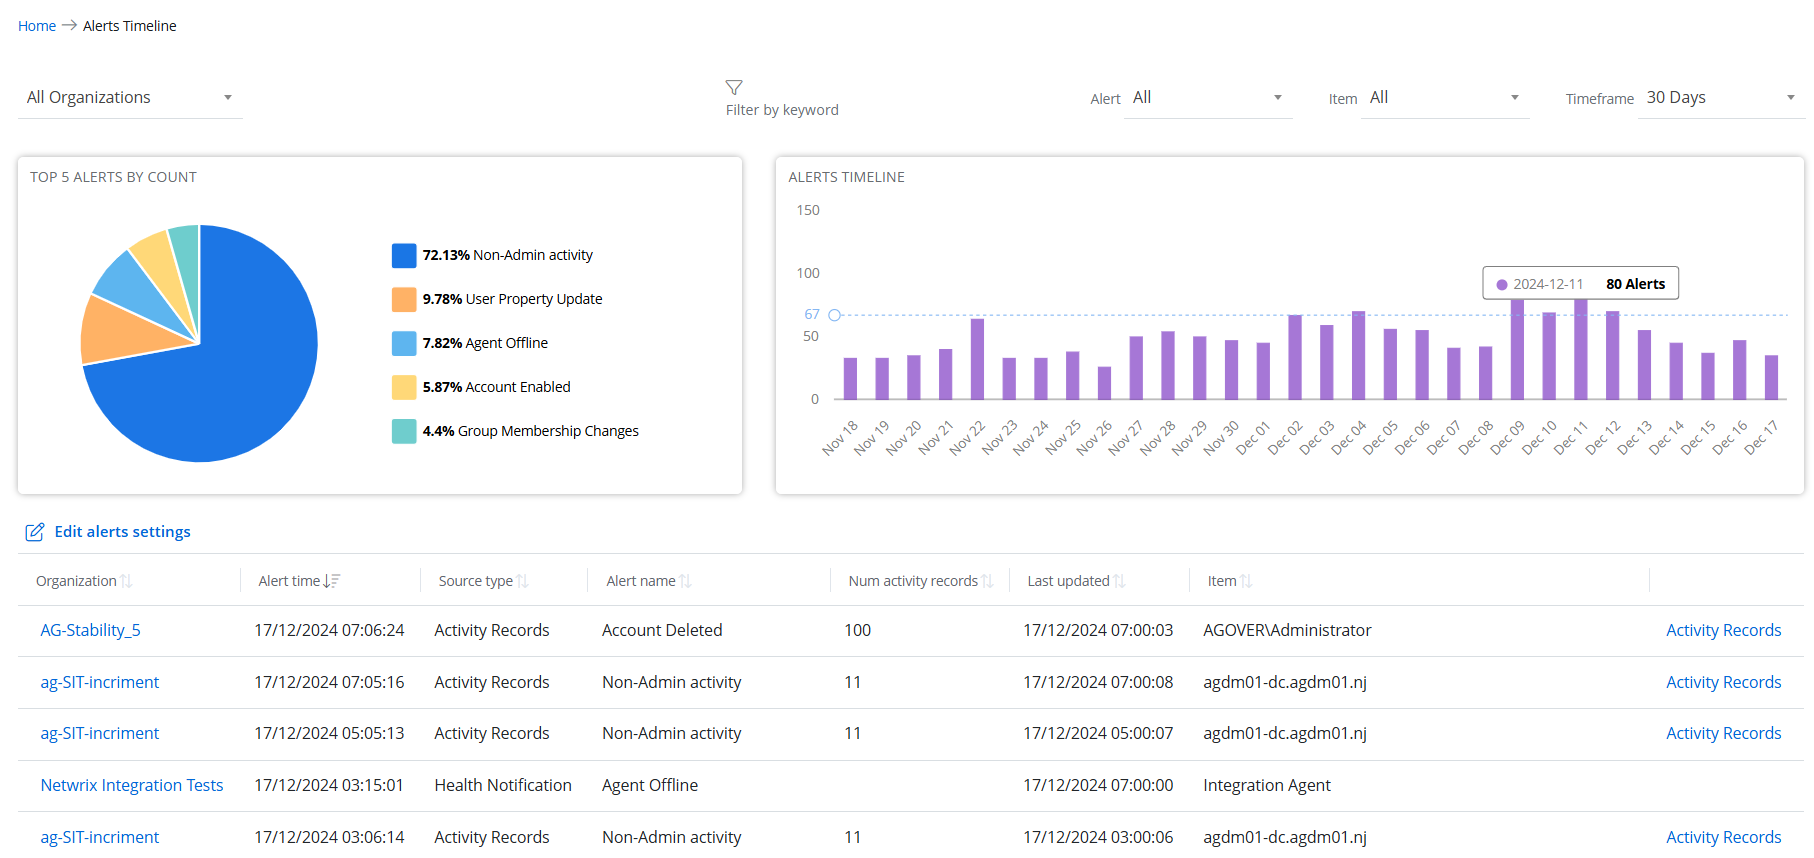 Home → Alerts Timeline
All Organizations
Filter by keyword
Alert All
Item All
Timeframe 30 Days
TOP 5 ALERTS BY COUNT
72.13% Non-Admin activity
9.78% User Property Update
7.82% Agent Offline
5.87% Account Enabled
4.4% Group Membership Changes
ALERTS TIMELINE
150
100
67
50
0
2024-12-11 80 Alerts
Nov 18 Nov 19 Nov 20 Nov 21 Nov 22 Nov 23 Nov 24 Nov 25 Nov 26 Nov 27 Nov 28 Nov 29 Nov 30 Dec 01 Dec 02 Dec 03 Dec 04 Dec 05 Dec 06 Dec 07 Dec 08 Dec 09 Dec 10 Dec 11 Dec 12 Dec 13 Dec 14 Dec 15 Dec 16 Dec 17
Edit alerts settings
Organization Alert time Source type Alert name Num activity records Last updated Item
AG-Stability_5 17/12/2024 07:06:24 Activity Records Account Deleted 100 17/12/2024 07:00:03 AGOVER\Administrator Activity Records
ag-SIT-incriment 17/12/2024 07:05:16 Activity Records Non-Admin activity 11 17/12/2024 07:00:08 agdm01-dc.agdm01.nj Activity Records
ag-SIT-incriment 17/12/2024 05:05:13 Activity Records Non-Admin activity 11 17/12/2024 05:00:07 agdm01-dc.agdm01.nj Activity Records
Netwrix Integration Tests 17/12/2024 03:15:01 Health Notification Agent Offline 17/12/2024 07:00:00 Integration Agent
ag-SIT-incriment 17/12/2024 03:06:14 Activity Records Non-Admin activity 11 17/12/2024 03:00:06 agdm01-dc.agdm01.nj Activity Records